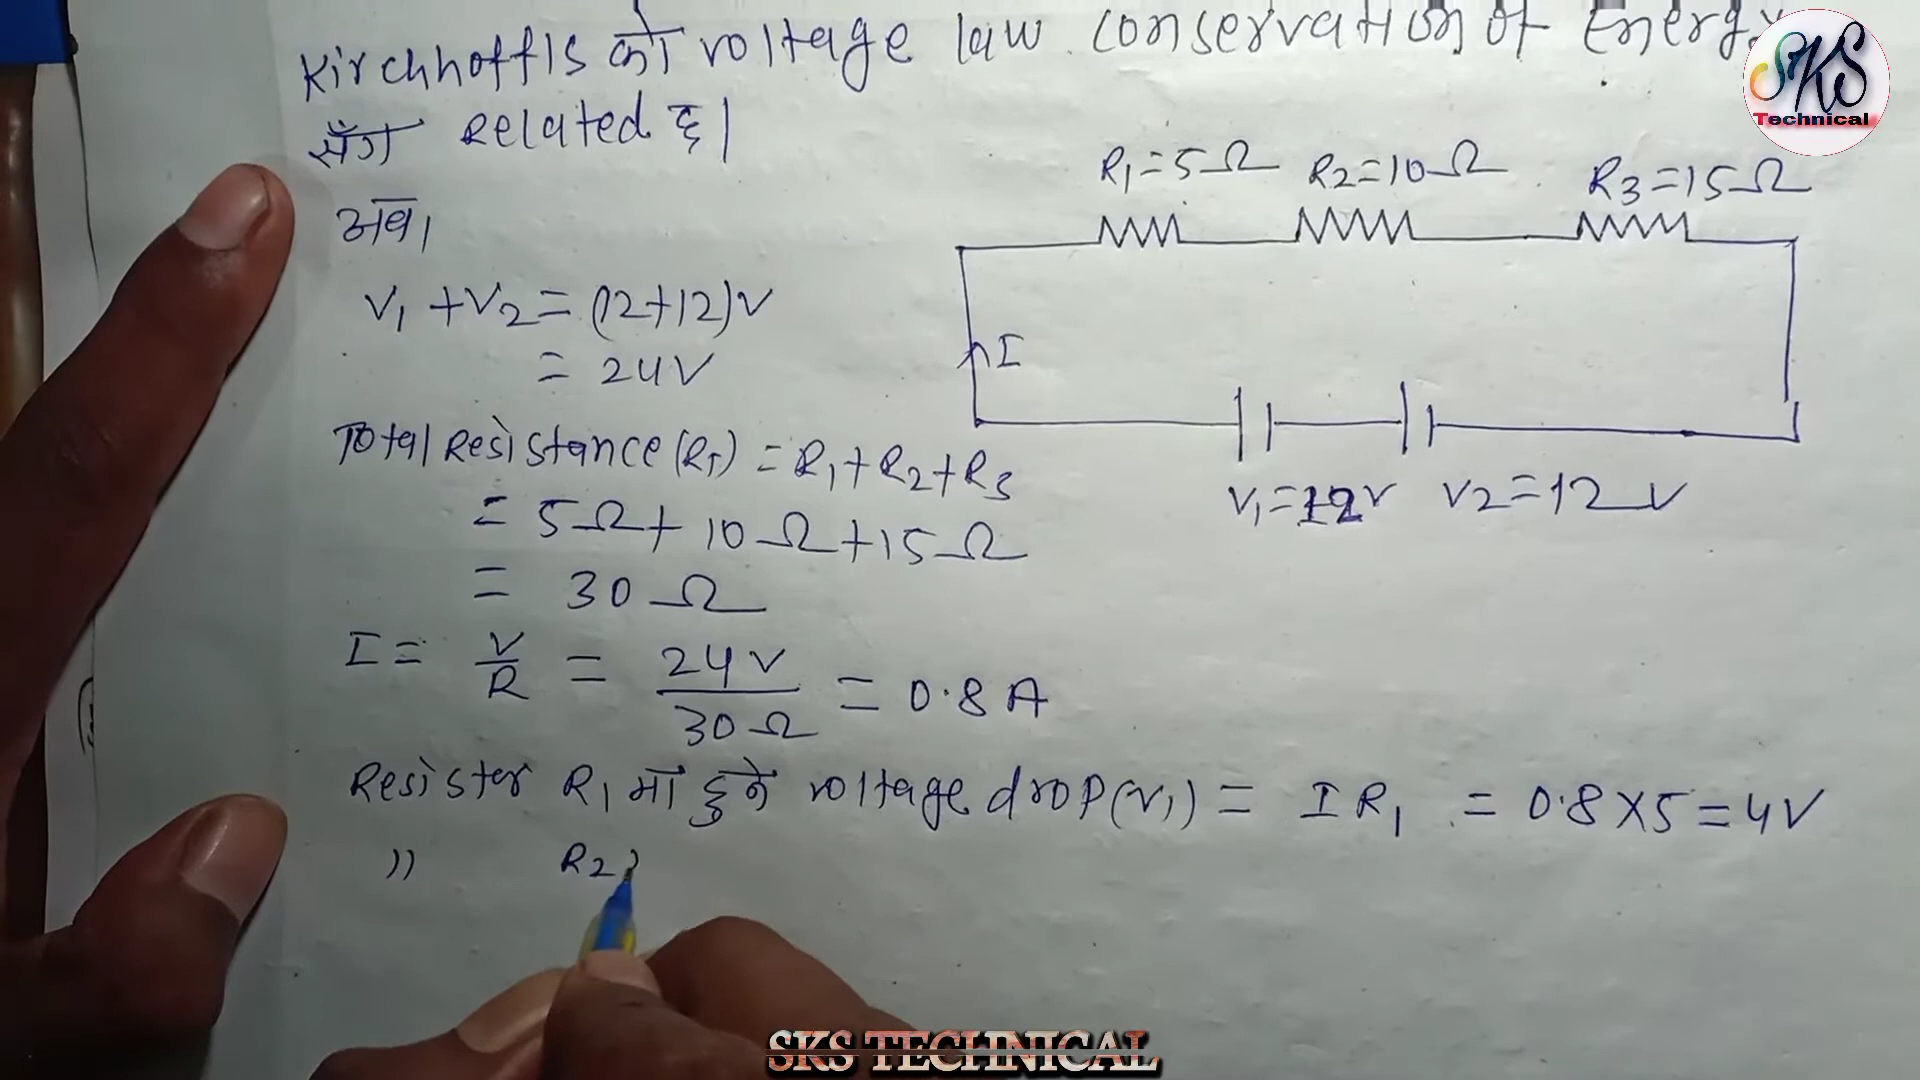 Kirchhoff's को voltage law conservation of Energy
सँग Related छ।
SKS
Technical
अब।
V1 + V2 = (12+12)V
= 24V
Total Resistance (RT) = R1 + R2 + R3
= 5Ω + 10Ω + 15Ω
= 30Ω
I = V/R = 24V/30Ω = 0.8 A
Resister R1 मा हुने voltage drop (V1) = IR1 = 0.8 X 5 = 4V
" R2
R1=5Ω R2=10Ω R3=15Ω
I
V1=12V V2=12V
SKS TECHNICAL